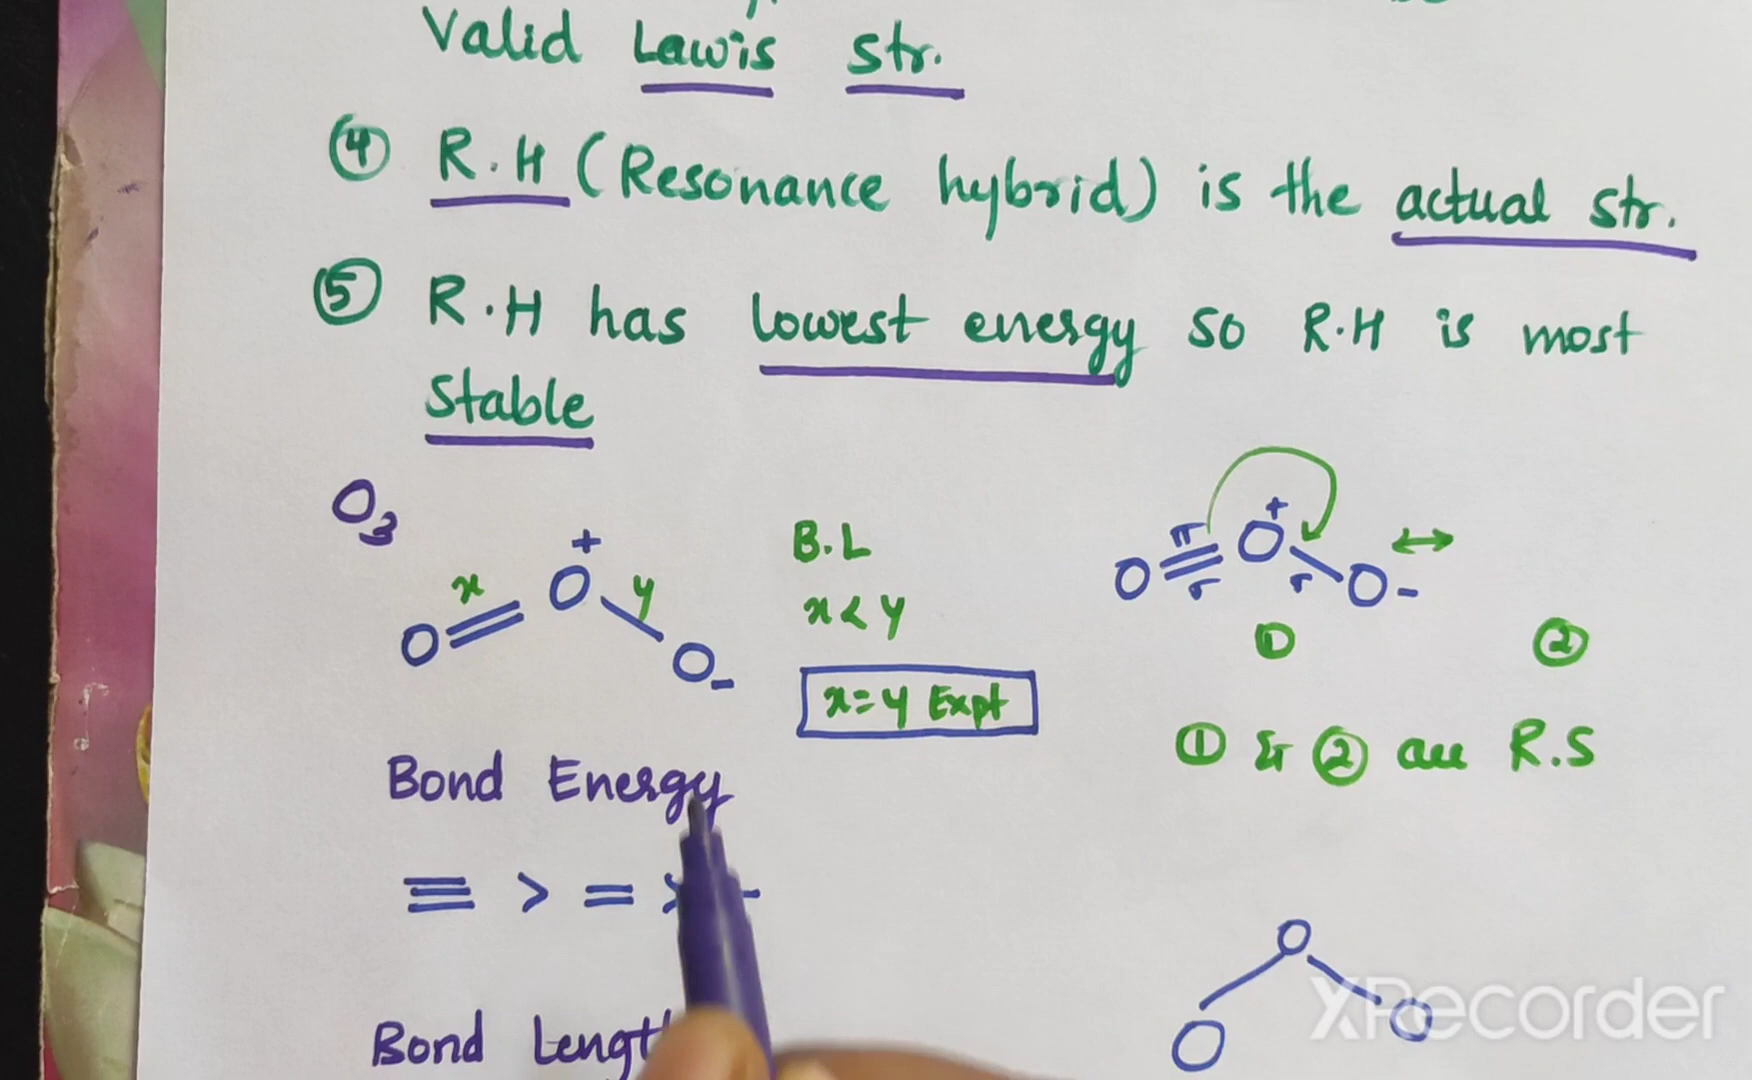 Valid Lawis str.
④ R.H (Resonance hybrid) is the actual str.
⑤ R.H has lowest energy so R.H is most
stable
O3
+
x
O = O y
O-
B.L
x < y
x = y Expt
π + ↔
O = O - O-
σ σ
① ②
① & ② are R.S
Bond Energy
≡ > = > -
Bond Lengt
O
O O
XRecorder